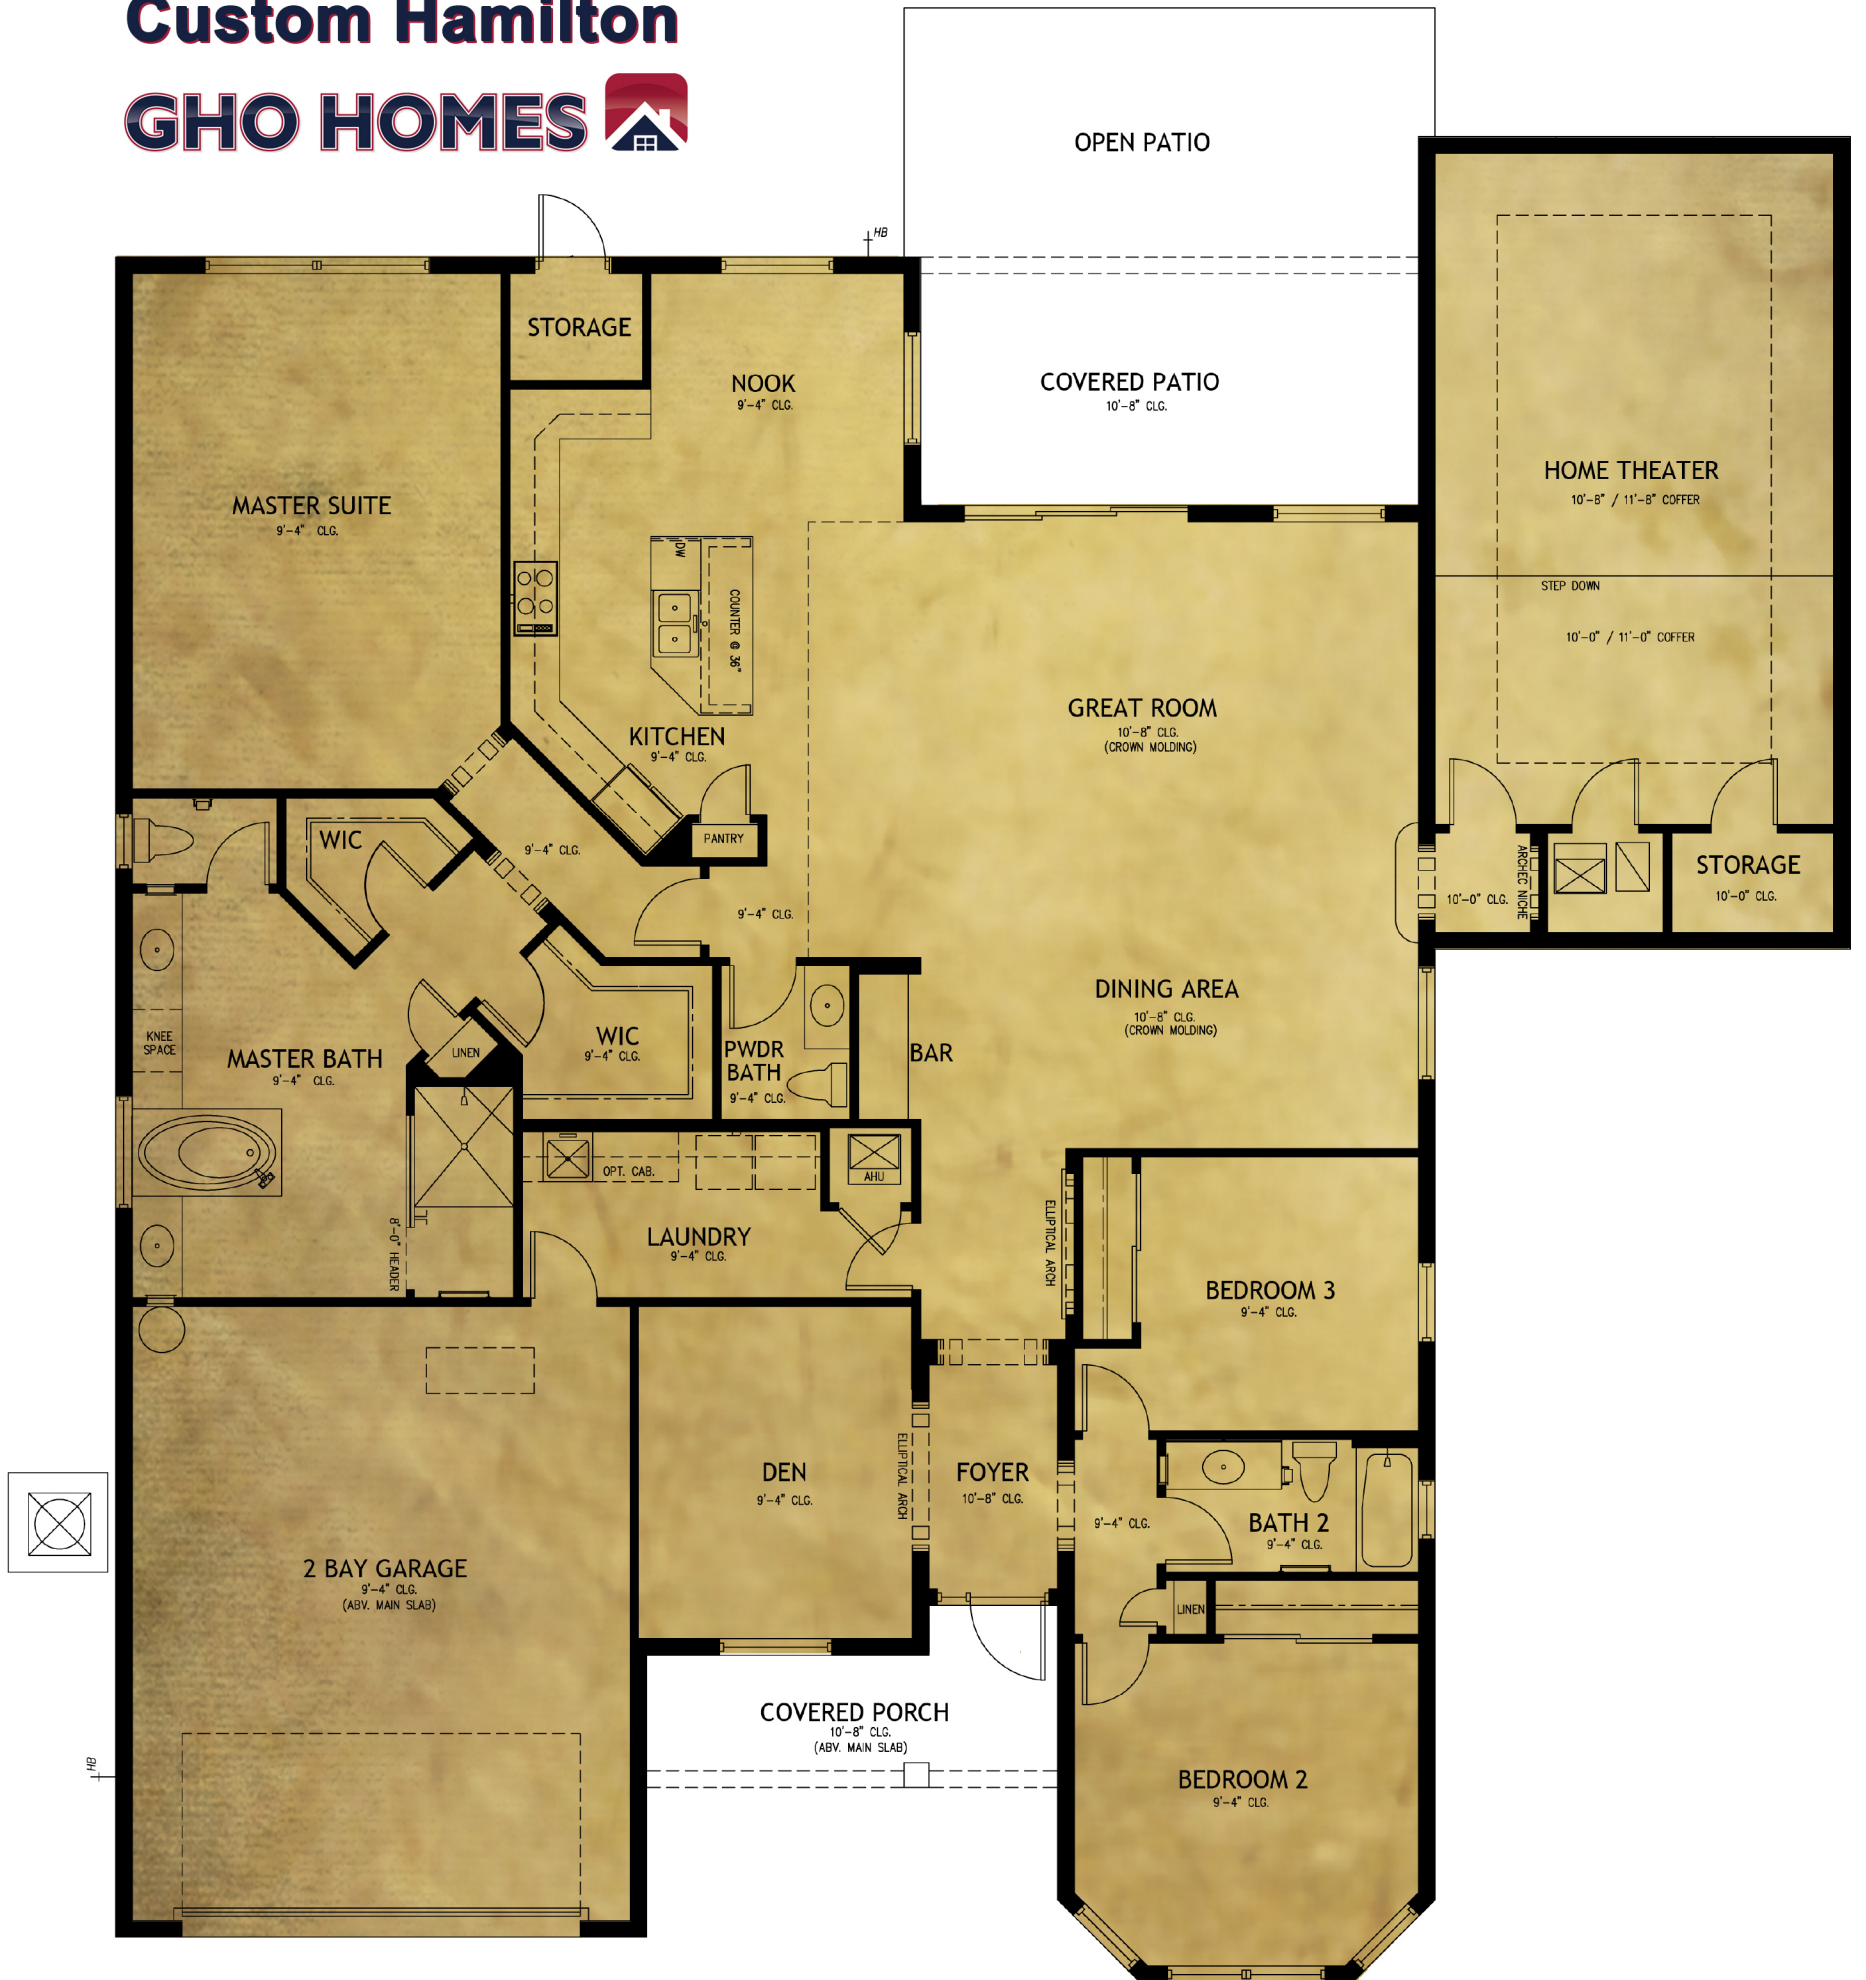 Custom Hamilton
GHO HOMES
OPEN PATIO
HB
STORAGE
NOOK
9'-4" CLG.
COVERED PATIO
10'-8" CLG.
HOME THEATER
10'-8" / 11'-8" COFFER
MASTER SUITE
9'-4" CLG.
DW
COUNTER @ 36"
STEP DOWN
10'-0" / 11'-0" COFFER
GREAT ROOM
10'-8" CLG.
(CROWN MOLDING)
KITCHEN
9'-4" CLG.
PANTRY
WIC
9'-4" CLG.
ARCHEC NICHE
STORAGE
10'-0" CLG.
10'-0" CLG.
9'-4" CLG.
DINING AREA
10'-8" CLG.
(CROWN MOLDING)
KNEE
SPACE
MASTER BATH
9'-4" CLG.
LINEN
WIC
9'-4" CLG.
PWDR
BATH
9'-4" CLG.
BAR
OPT. CAB.
AHU
8'-0" HEADER
LAUNDRY
9'-4" CLG.
ELLIPTICAL ARCH
BEDROOM 3
9'-4" CLG.
DEN
9'-4" CLG.
ELLIPTICAL ARCH
FOYER
10'-8" CLG.
9'-4" CLG.
BATH 2
9'-4" CLG.
2 BAY GARAGE
9'-4" CLG.
(ABV. MAIN SLAB)
LINEN
COVERED PORCH
10'-8" CLG.
(ABV. MAIN SLAB)
HB
BEDROOM 2
9'-4" CLG.